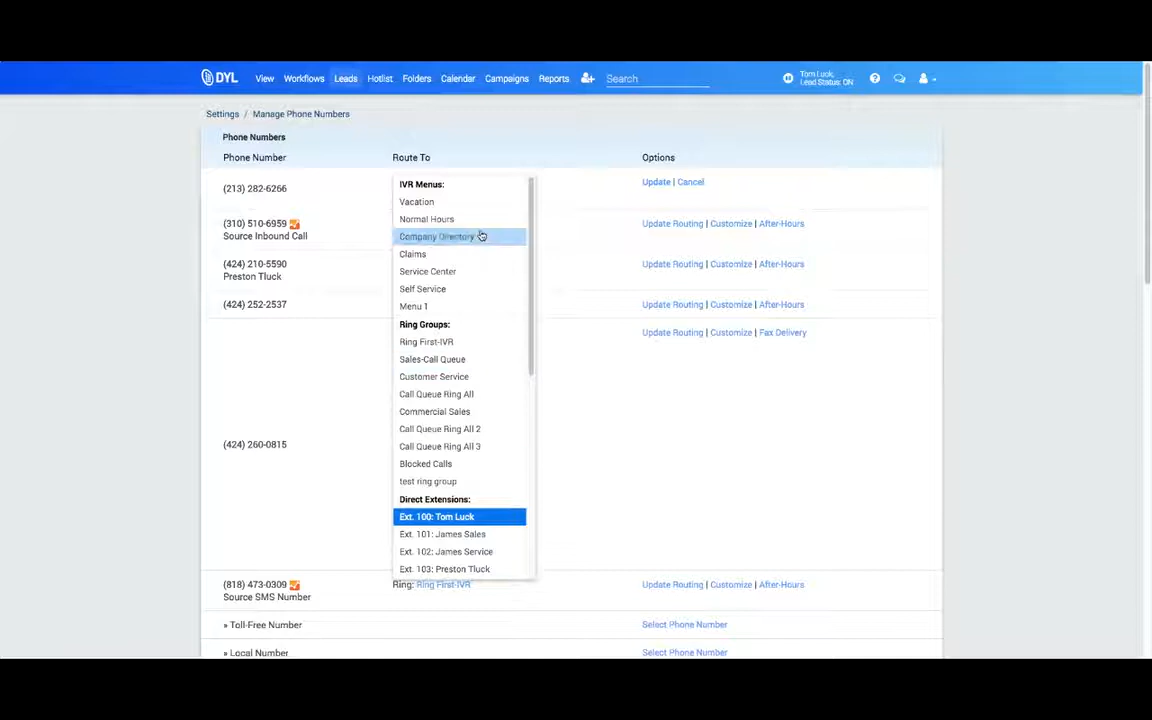 DYL View Workflows Leads Hotlist Folders Calendar Campaigns Reports Search Tom Luck, Lead Status: ON
Settings / Manage Phone Numbers
Phone Numbers
Phone Number Route To Options
(213) 282-6266 Update | Cancel
IVR Menus:
Vacation
Normal Hours
Company Directory
Claims
Service Center
Self Service
Menu 1
Ring Groups:
Ring First-IVR
Sales-Call Queue
Customer Service
Call Queue Ring All
Commercial Sales
Call Queue Ring All 2
Call Queue Ring All 3
Blocked Calls
test ring group
Direct Extensions:
Ext. 100: Tom Luck
Ext. 101: James Sales
Ext. 102: James Service
Ext. 103: Preston Tluck
(310) 510-6959 Update Routing | Customize | After-Hours
Source Inbound Call
(424) 210-5590 Update Routing | Customize | After-Hours
Preston Tluck
(424) 252-2537 Update Routing | Customize | After-Hours
Update Routing | Customize | Fax Delivery
(424) 260-0815
(818) 473-0309 Ring: Ring First-IVR Update Routing | Customize | After-Hours
Source SMS Number
» Toll-Free Number Select Phone Number
» Local Number Select Phone Number